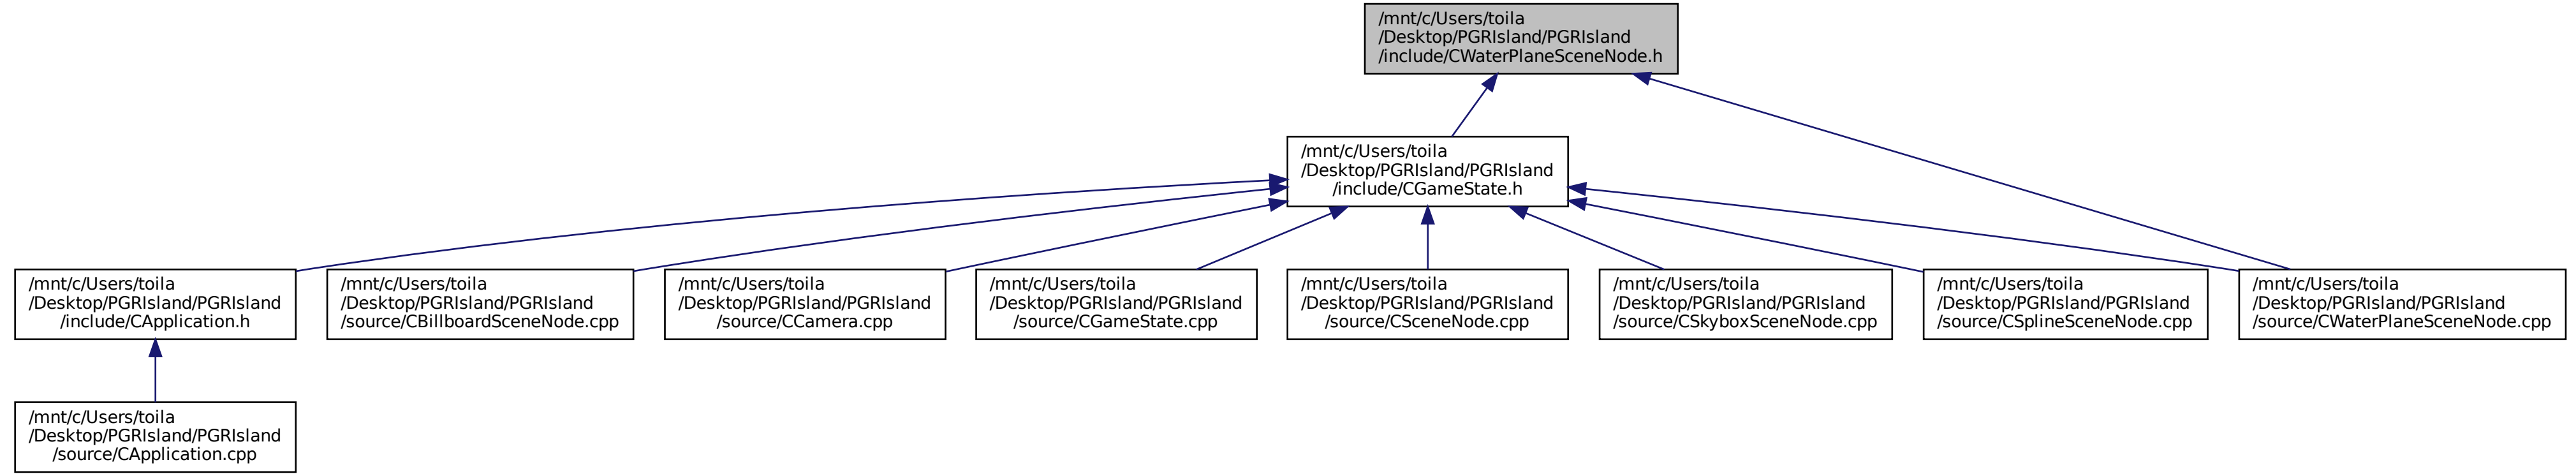 /mnt/c/Users/toila
/Desktop/PGRIsland/PGRIsland
/include/CWaterPlaneSceneNode.h
/mnt/c/Users/toila
/Desktop/PGRIsland/PGRIsland
/include/CGameState.h
/mnt/c/Users/toila
/Desktop/PGRIsland/PGRIsland
/include/CApplication.h
/mnt/c/Users/toila
/Desktop/PGRIsland/PGRIsland
/source/CBillboardSceneNode.cpp
/mnt/c/Users/toila
/Desktop/PGRIsland/PGRIsland
/source/CCamera.cpp
/mnt/c/Users/toila
/Desktop/PGRIsland/PGRIsland
/source/CGameState.cpp
/mnt/c/Users/toila
/Desktop/PGRIsland/PGRIsland
/source/CSceneNode.cpp
/mnt/c/Users/toila
/Desktop/PGRIsland/PGRIsland
/source/CSkyboxSceneNode.cpp
/mnt/c/Users/toila
/Desktop/PGRIsland/PGRIsland
/source/CSplineSceneNode.cpp
/mnt/c/Users/toila
/Desktop/PGRIsland/PGRIsland
/source/CWaterPlaneSceneNode.cpp
/mnt/c/Users/toila
/Desktop/PGRIsland/PGRIsland
/source/CApplication.cpp